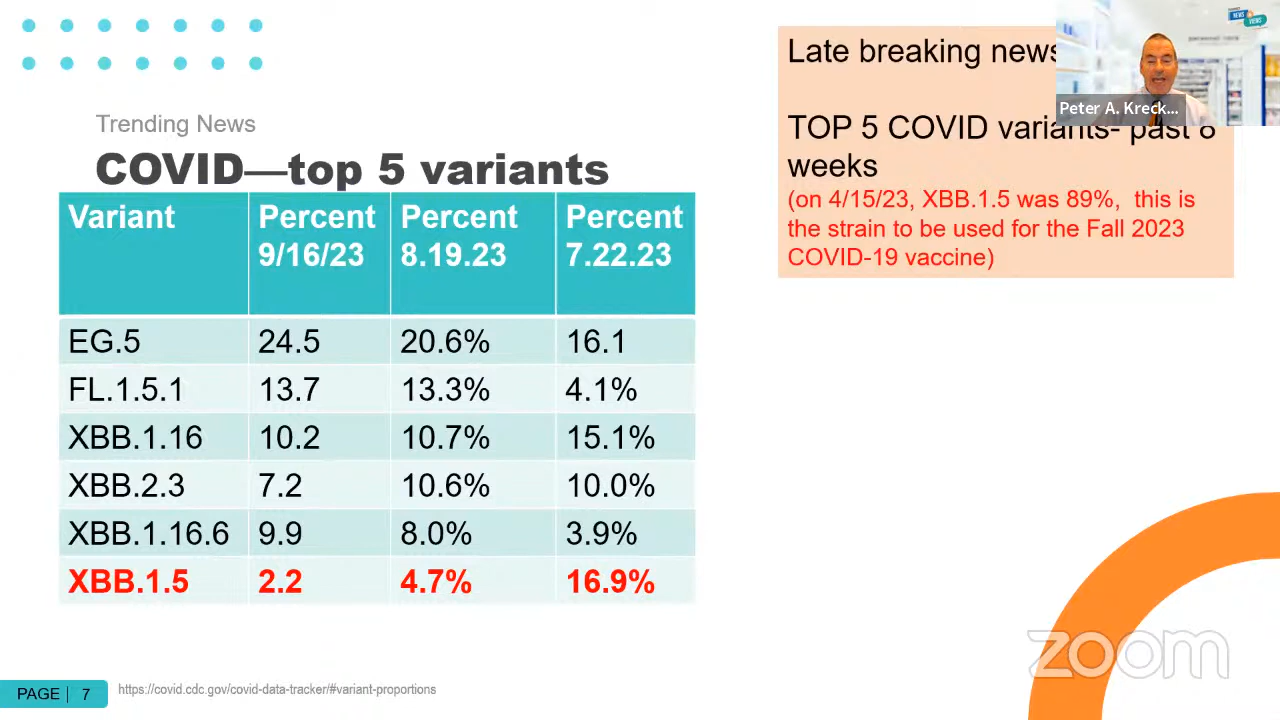 Trending News
COVID—top 5 variants
Variant Percent 9/16/23 Percent 8.19.23 Percent 7.22.23
EG.5 24.5 20.6% 16.1
FL.1.5.1 13.7 13.3% 4.1%
XBB.1.16 10.2 10.7% 15.1%
XBB.2.3 7.2 10.6% 10.0%
XBB.1.16.6 9.9 8.0% 3.9%
XBB.1.5 2.2 4.7% 16.9%
Late breaking news
TOP 5 COVID variants- past 8
weeks
(on 4/15/23, XBB.1.5 was 89%, this is
the strain to be used for the Fall 2023
COVID-19 vaccine)
NEWS
VIEWS
Peter A. Kreck...
PAGE | 7
https://covid.cdc.gov/covid-data-tracker/#variant-proportions
zoom